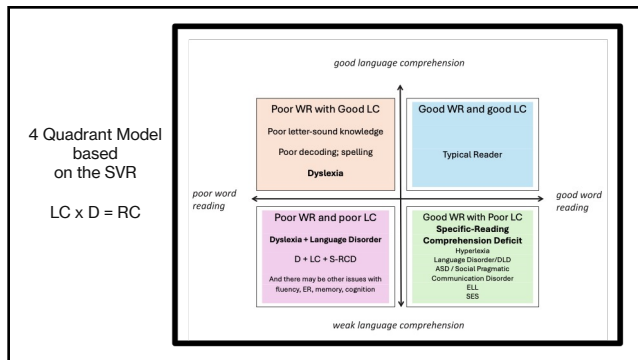 4 Quadrant Model
based
on the SVR
LC x D = RC
good language comprehension
Poor WR with Good LC
Poor letter-sound knowledge
Poor decoding; spelling
Dyslexia
Good WR and good LC
Typical Reader
poor word
reading
good word
reading
Poor WR and poor LC
Dyslexia + Language Disorder
D + LC + S-RCD
And there may be other issues with
fluency, ER, memory, cognition
Good WR with Poor LC
Specific-Reading
Comprehension Deficit
Hyperlexia
Language Disorder/DLD
ASD / Social Pragmatic
Communication Disorder
ELL
SES
weak language comprehension